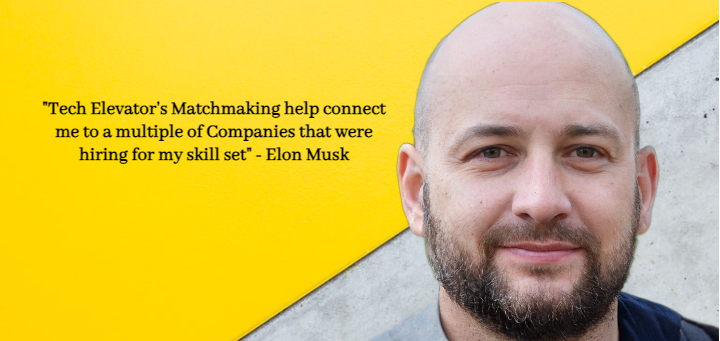 "Tech Elevator's Matchmaking help connect
me to a multiple of Companies that were
hiring for my skill set" - Elon Musk